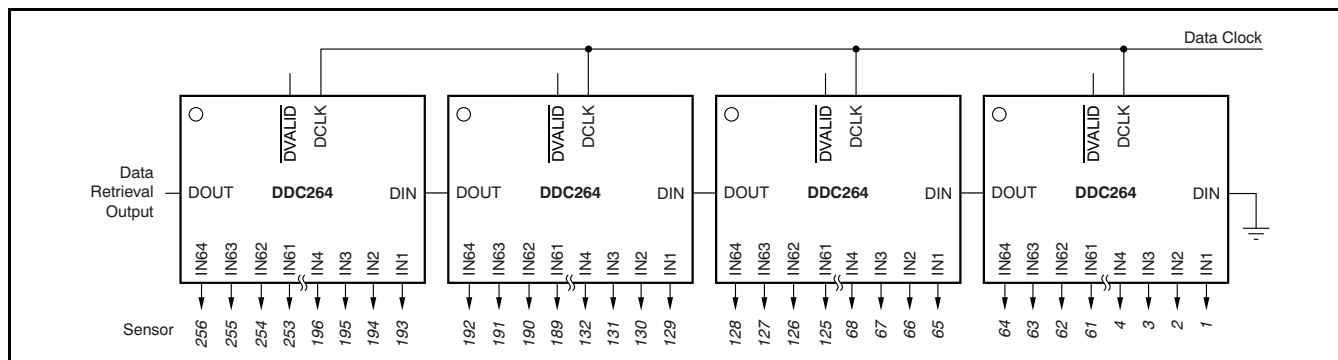 Data Clock
DVALID DCLK DVALID DCLK DVALID DCLK DVALID DCLK
Data
Retrieval
Output
DOUT DDC264 DIN DOUT DDC264 DIN DOUT DDC264 DIN DOUT DDC264 DIN
IN64 IN63 IN62 IN61 IN4 IN3 IN2 IN1 IN64 IN63 IN62 IN61 IN4 IN3 IN2 IN1 IN64 IN63 IN62 IN61 IN4 IN3 IN2 IN1 IN64 IN63 IN62 IN61 IN4 IN3 IN2 IN1
Sensor 256 255 254 253 196 195 194 193 192 191 190 189 132 131 130 129 128 127 126 125 68 67 66 65 64 63 62 61 4 3 2 1